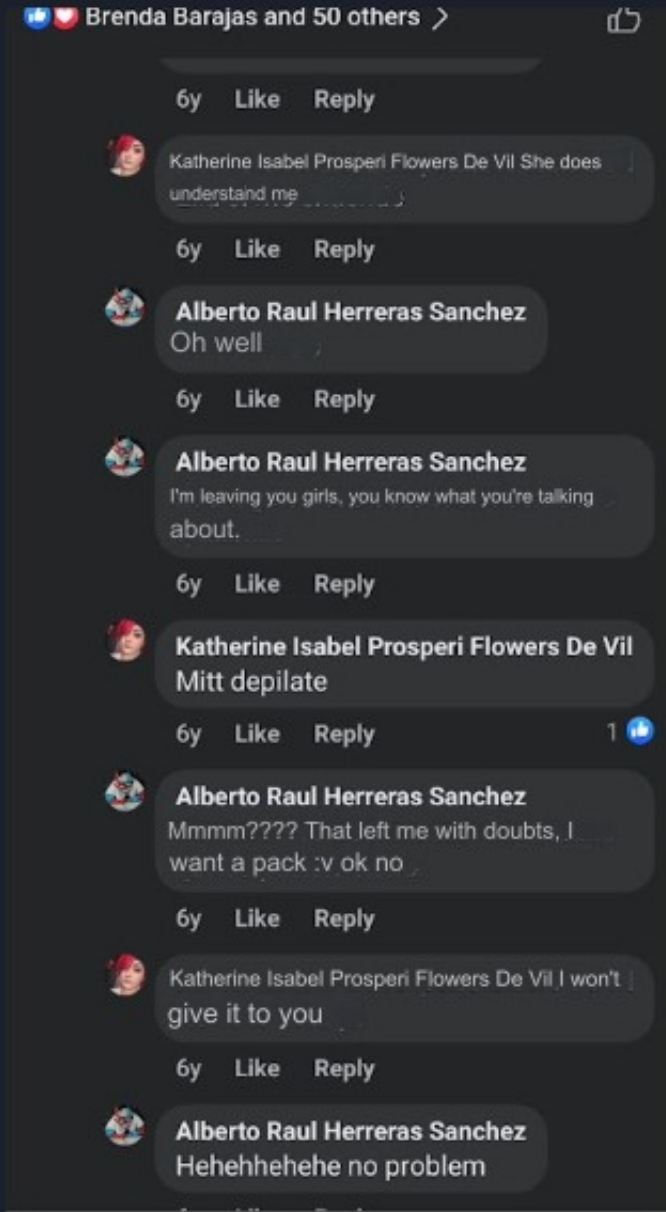 Brenda Barajas and 50 others >
6y Like Reply
Katherine Isabel Prosperi Flowers De Vil She does
understand me
6y Like Reply
Alberto Raul Herreras Sanchez
Oh well
6y Like Reply
Alberto Raul Herreras Sanchez
I'm leaving you girls, you know what you're talking
about.
6y Like Reply
Katherine Isabel Prosperi Flowers De Vil
Mitt depilate
6y Like Reply 1
Alberto Raul Herreras Sanchez
Mmmm???? That left me with doubts, I
want a pack :v ok no
6y Like Reply
Katherine Isabel Prosperi Flowers De Vil I won't
give it to you
6y Like Reply
Alberto Raul Herreras Sanchez
Hehehhehehe no problem